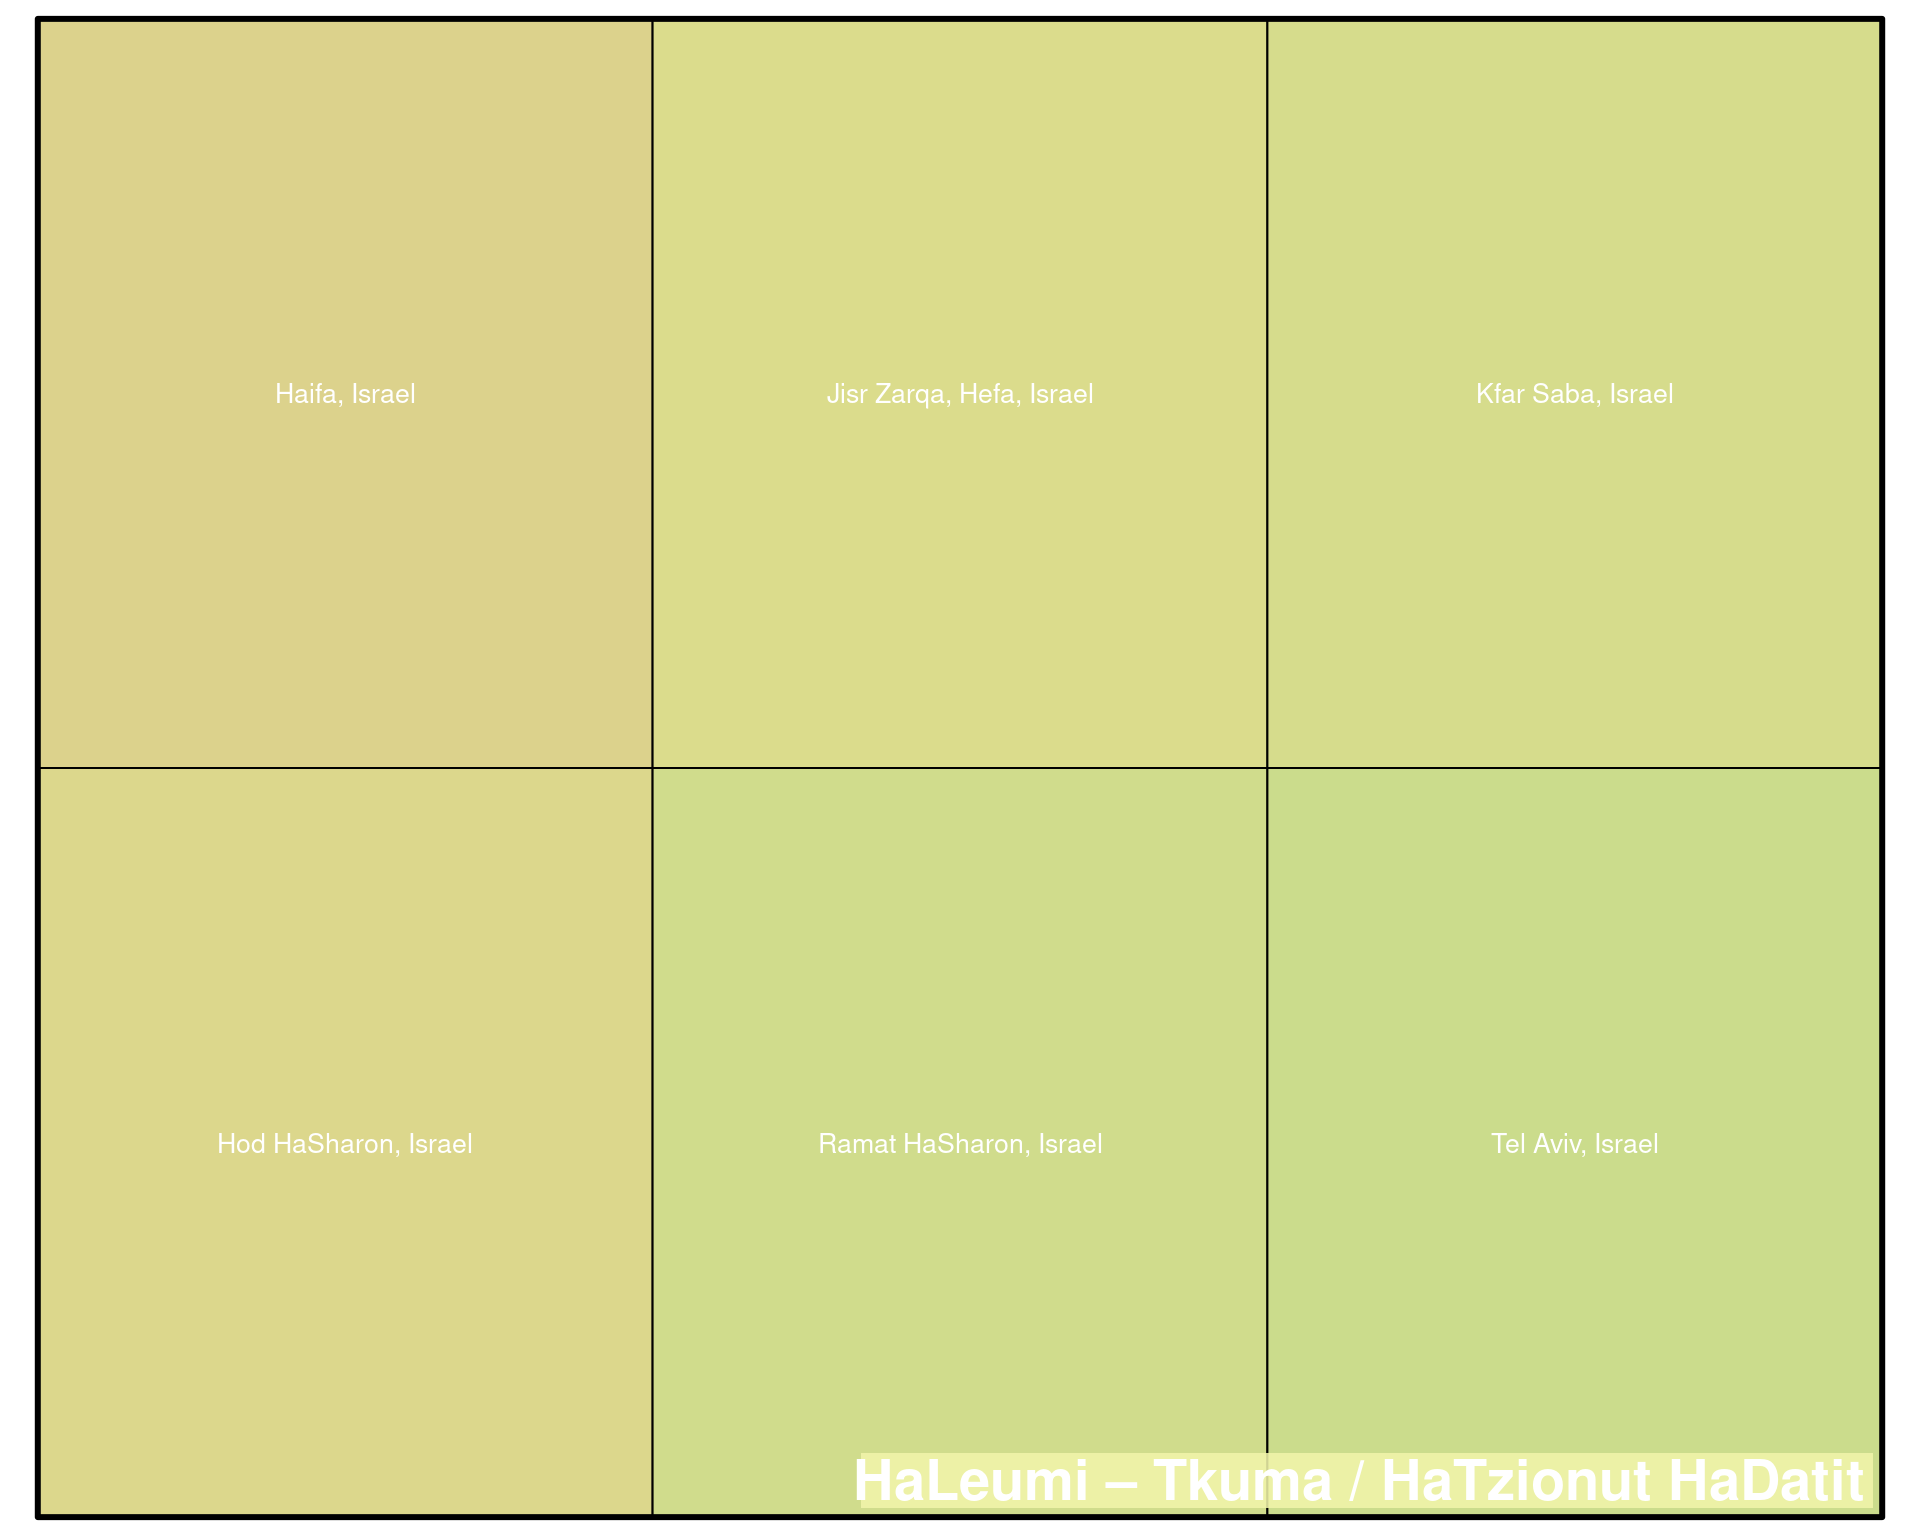 Haifa, Israel
Jisr Zarqa, Hefa, Israel
Kfar Saba, Israel
Hod HaSharon, Israel
Ramat HaSharon, Israel
Tel Aviv, Israel
HaLeumi – Tkuma / HaTzionut HaDatit